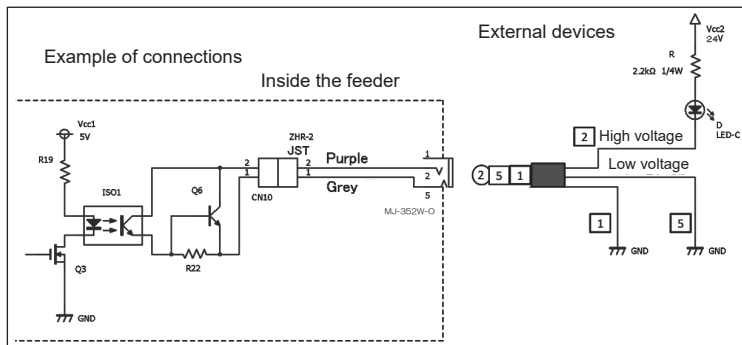 Example of connections
External devices
Inside the feeder
Vcc2
24V
R
2.2kΩ 1/4W
D
LED-C
2 High voltage
Low voltage
Vcc1
5V
R19
ISO1
Q6
ZHR-2
JST
2 2 Purple
1 1 Grey
CN10
1
2
5
MJ-352W-O
2 5 1
R22
Q3
GND
1
GND
5
GND